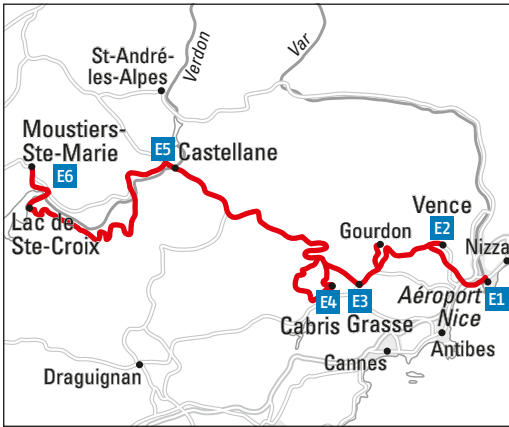 St-André-
les-Alpes
Verdon
Var
Moustiers-
Ste-Marie
E6
E5
Castellane
Lac de
Ste-Croix
Gourdon
Vence
E2
Nizza
E1
Aéroport
Nice
E4
E3
Cabris
Grasse
Antibes
Cannes
Draguignan